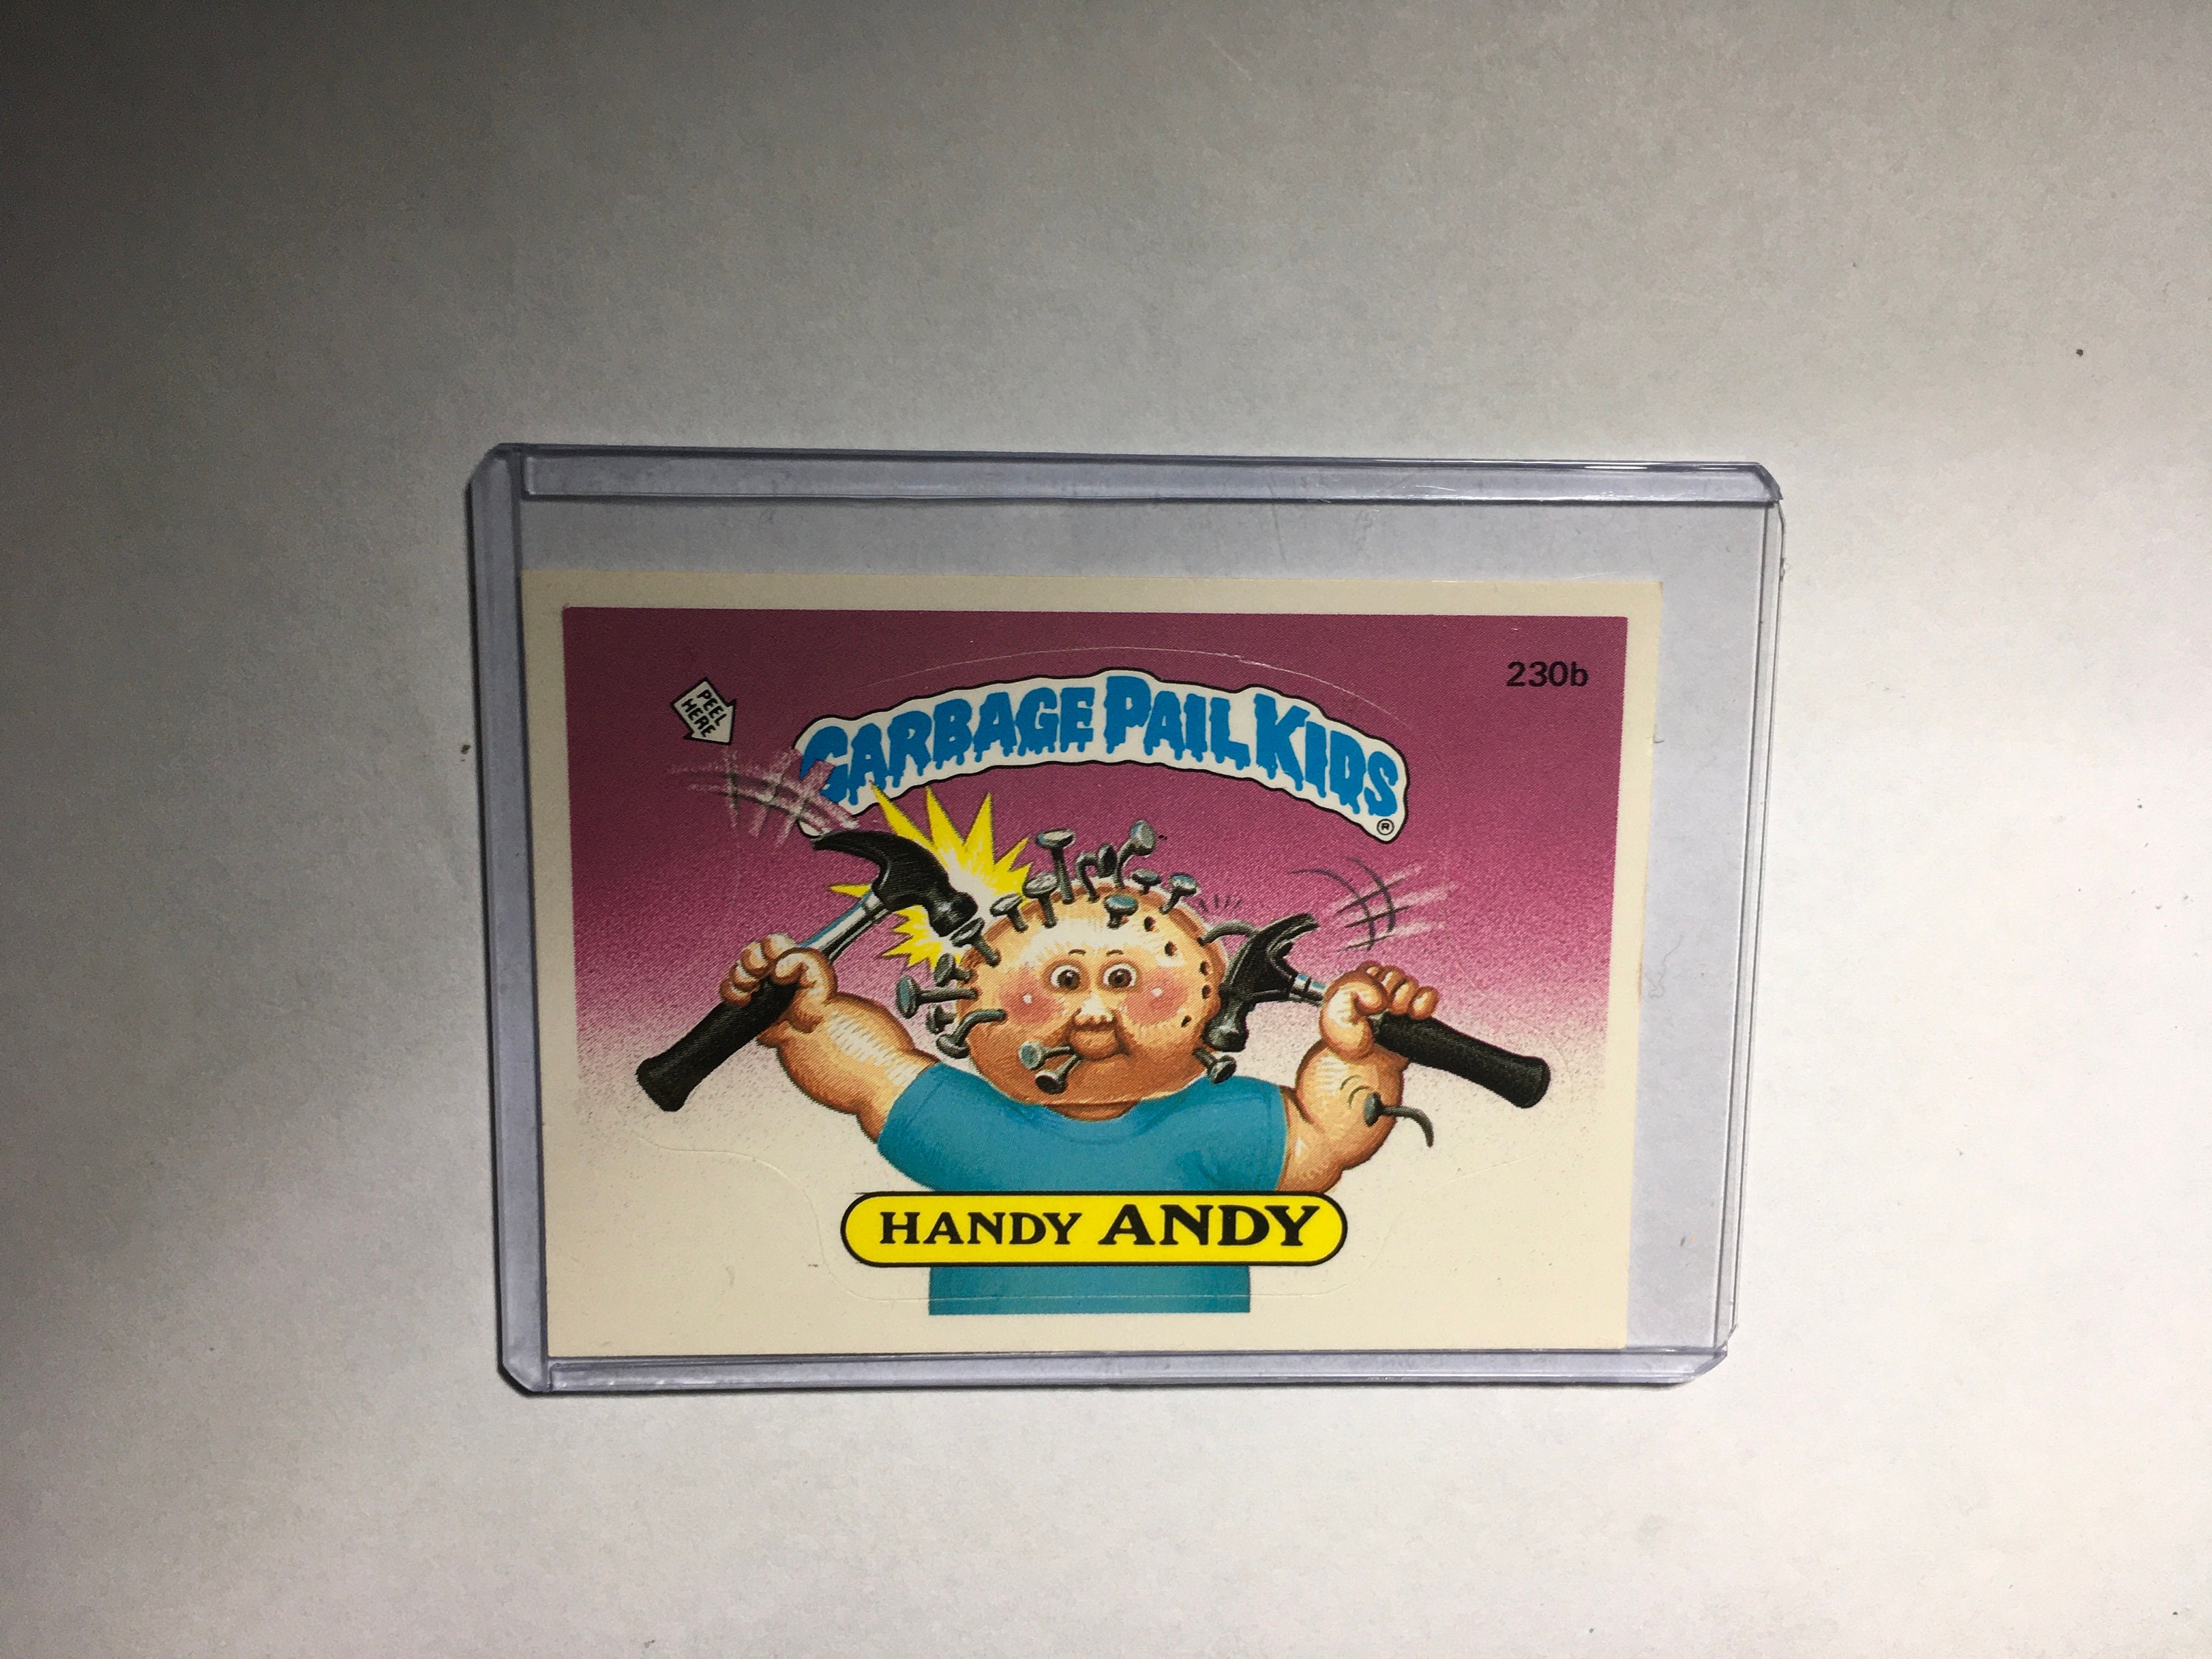 230b
PEEL
HERE
GARBAGE PAIL KIDS
®
HANDY ANDY